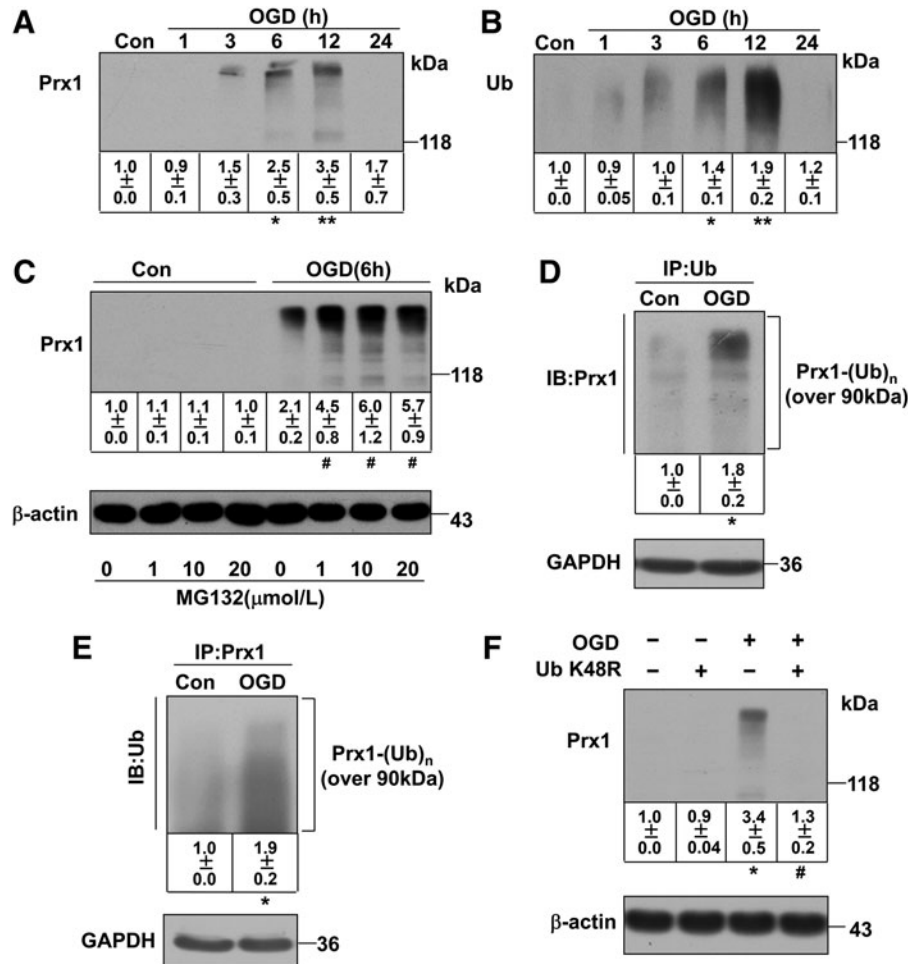 A
OGD (h)
Con 1 3 6 12 24
kDa
Prx1
118
1.0 ± 0.0 0.9 ± 0.1 1.5 ± 0.3 2.5 ± 0.5 3.5 ± 0.5 1.7 ± 0.7
* **
B
OGD (h)
Con 1 3 6 12 24
kDa
Ub
118
1.0 ± 0.0 0.9 ± 0.05 1.0 ± 0.1 1.4 ± 0.1 1.9 ± 0.2 1.2 ± 0.1
* **
C
Con OGD(6h)
kDa
Prx1
118
1.0 ± 0.0 1.1 ± 0.1 1.1 ± 0.1 1.0 ± 0.1 2.1 ± 0.2 4.5 ± 0.8 6.0 ± 1.2 5.7 ± 0.9
# # #
β-actin
43
0 1 10 20 0 1 10 20
MG132(μmol/L)
D
IP:Ub
Con OGD
IB:Prx1
Prx1-(Ub)n
(over 90kDa)
1.0 ± 0.0 1.8 ± 0.2
*
GAPDH
36
E
IP:Prx1
Con OGD
IB:Ub
Prx1-(Ub)n
(over 90kDa)
1.0 ± 0.0 1.9 ± 0.2
*
GAPDH
36
F
OGD − − + +
Ub K48R − + − +
kDa
Prx1
118
1.0 ± 0.0 0.9 ± 0.04 3.4 ± 0.5 1.3 ± 0.2
* #
β-actin
43